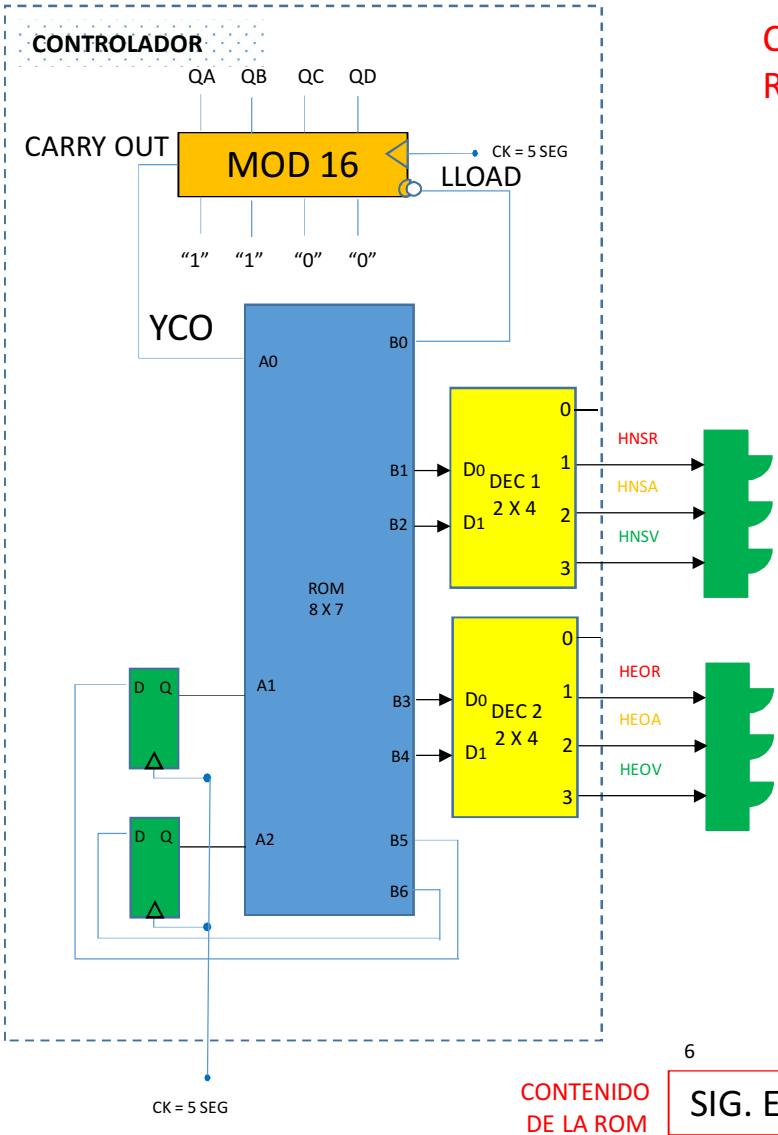 CONTROLADOR
QA QB QC QD
CARRY OUT
MOD 16
CK = 5 SEG
LLOAD
“1” “1” “0” “0”
YCO
A0
B0
B1
B2
ROM
8 X 7
A1
A2
B3
B4
B5
B6
D0
D1
DEC 1
2 X 4
0
1
2
3
HNSR
HNSA
HNSV
D0
D1
DEC 2
2 X 4
0
1
2
3
HEOR
HEOA
HEOV
D Q
D Q
CK = 5 SEG
6
CONTENIDO
DE LA ROM
SIG. E